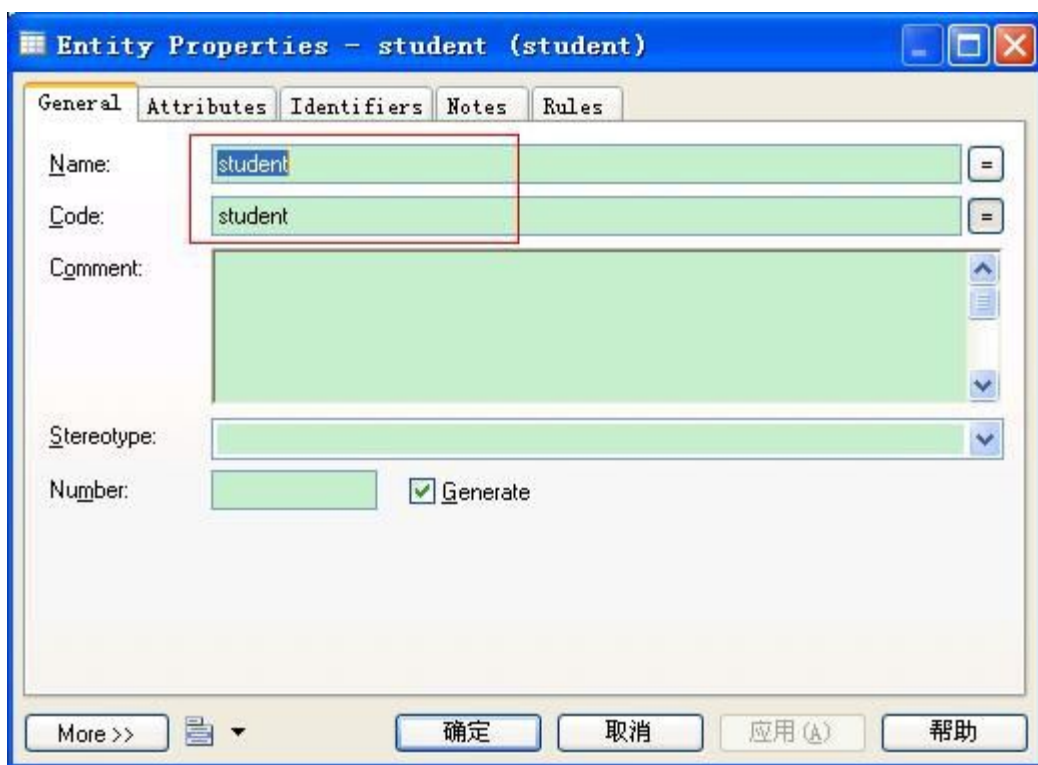 Entity Properties - student (student)
General Attributes Identifiers Notes Rules
Name: student =
Code: student =
Comment:
Stereotype:
Number: Generate
More >> 确定 取消 应用(A) 帮助